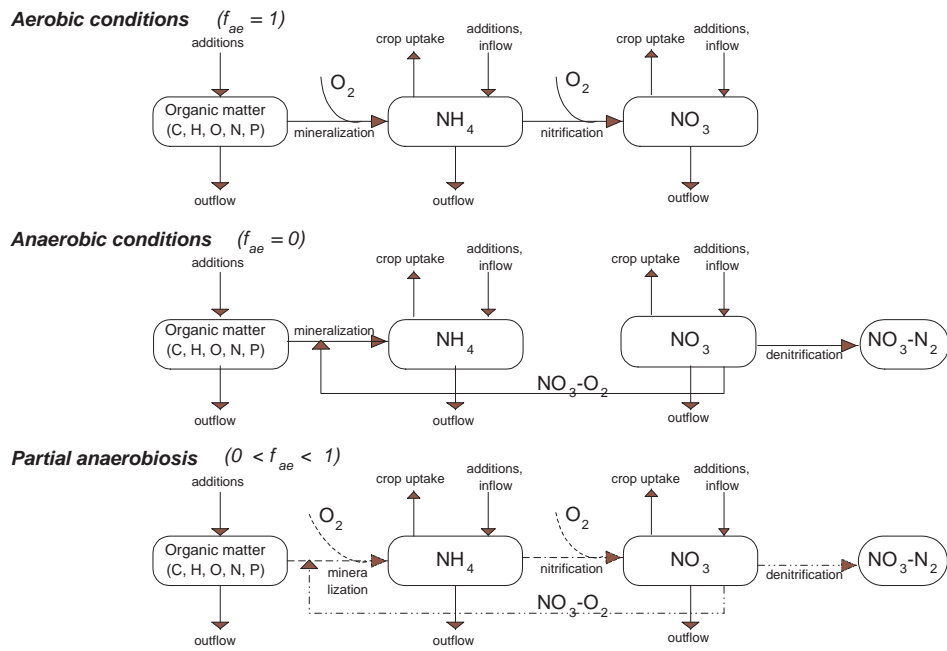 Aerobic conditions (f_ae = 1)
additions
crop uptake
additions,
inflow
crop uptake
additions,
inflow
O₂
O₂
Organic matter
(C, H, O, N, P)
mineralization
NH₄
nitrification
NO₃
outflow
outflow
outflow
Anaerobic conditions (f_ae = 0)
additions
crop uptake
additions,
inflow
crop uptake
additions,
inflow
Organic matter
(C, H, O, N, P)
mineralization
NH₄
NO₃
denitrification
NO₃-N₂
NO₃-O₂
outflow
outflow
outflow
Partial anaerobiosis (0 < f_ae < 1)
additions
crop uptake
additions,
inflow
crop uptake
additions,
inflow
O₂
O₂
Organic matter
(C, H, O, N, P)
minera
lization
NH₄
nitrification
NO₃
denitrification
NO₃-N₂
NO₃-O₂
outflow
outflow
outflow